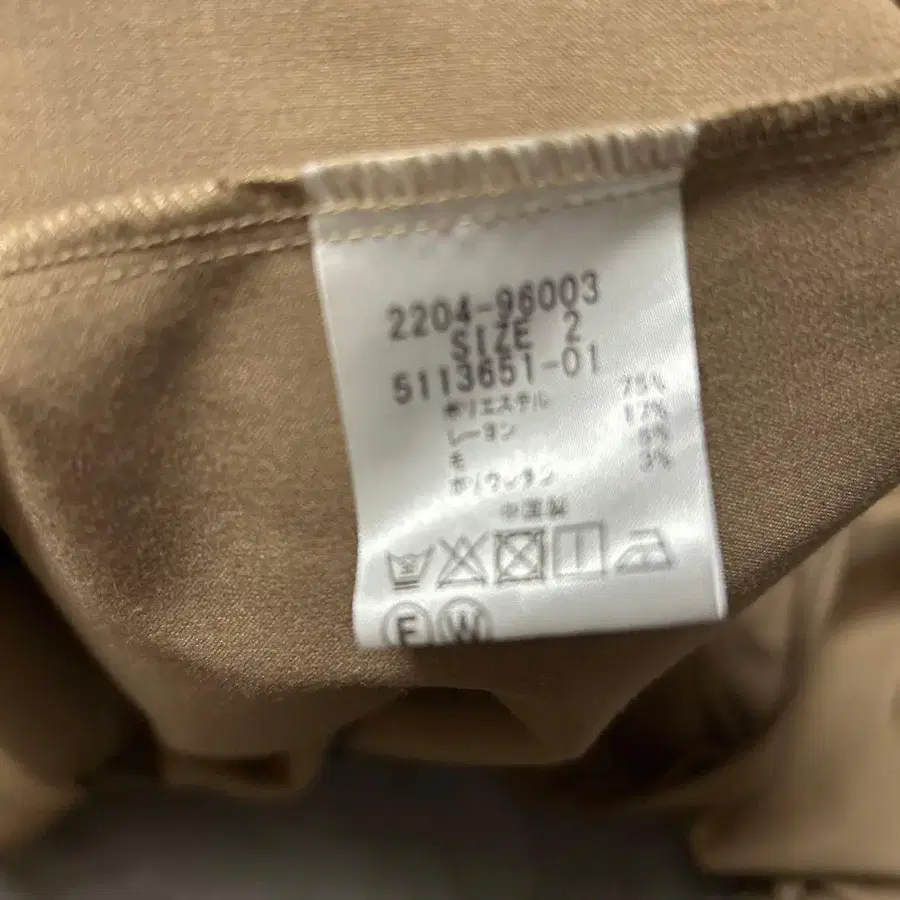 2204-96003
SIZE 2
5113651-01
ポリエステル 75%
レーヨン 17%
毛 5%
ポリウレタン 3%
中国製
F W